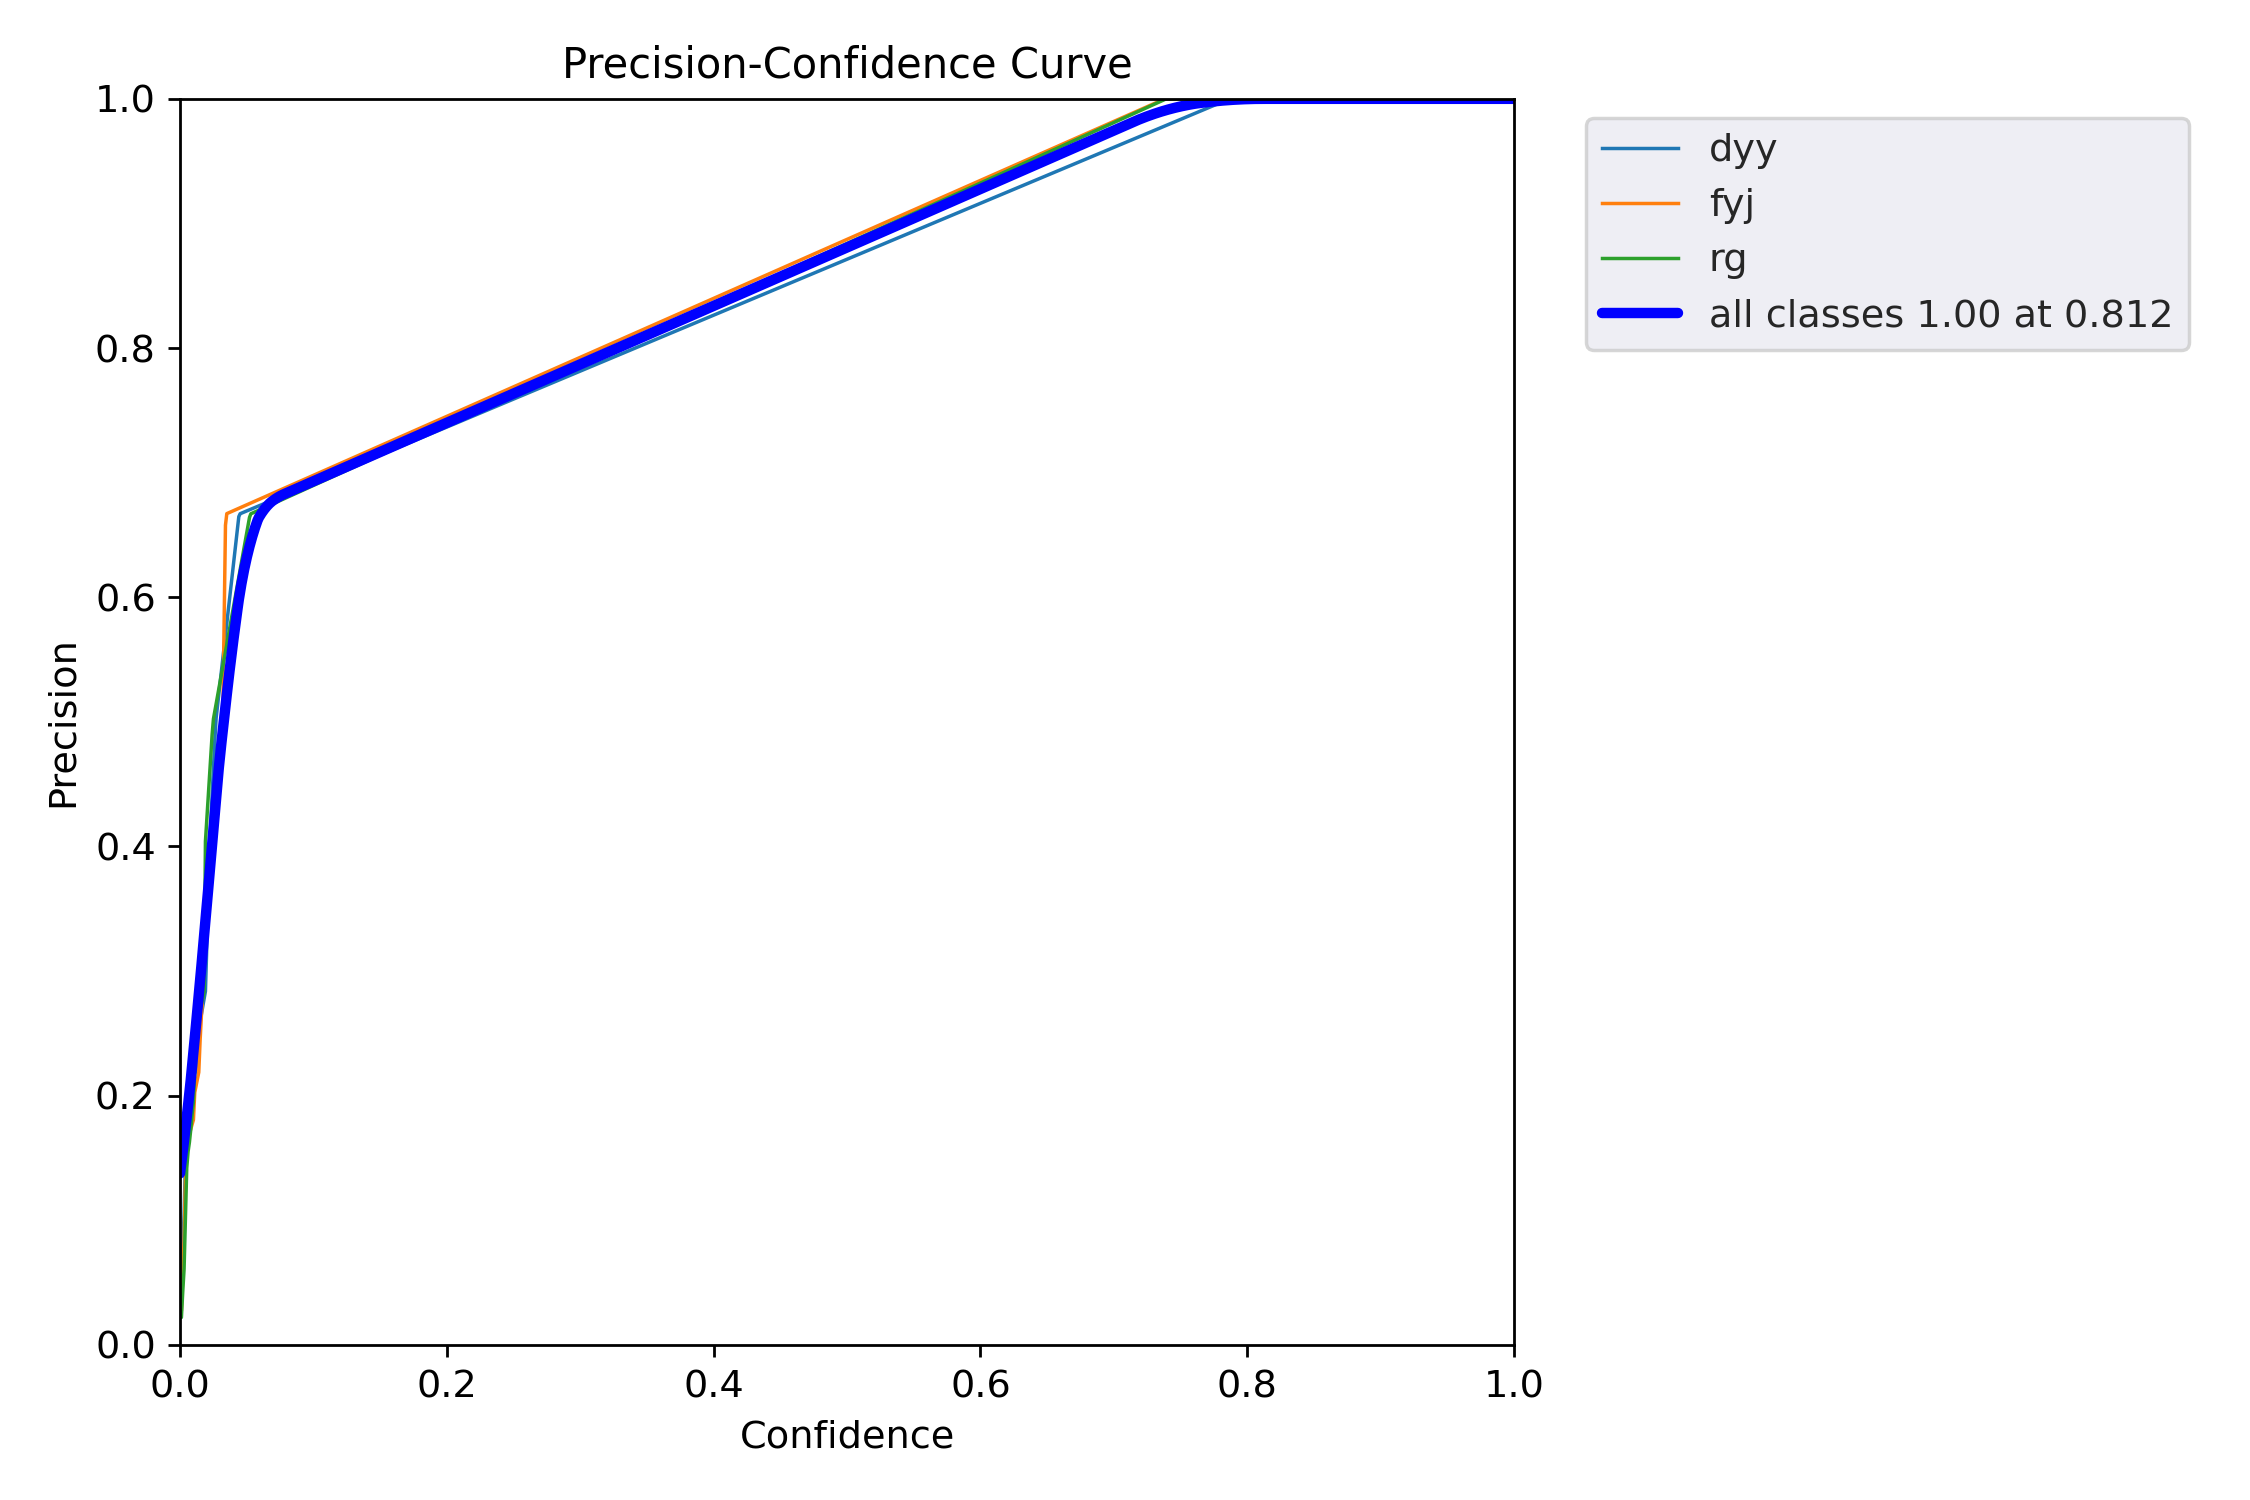 Precision-Confidence Curve
1.0
0.8
0.6
0.4
0.2
0.0
Precision
0.0 0.2 0.4 0.6 0.8 1.0
Confidence
dyy
fyj
rg
all classes 1.00 at 0.812